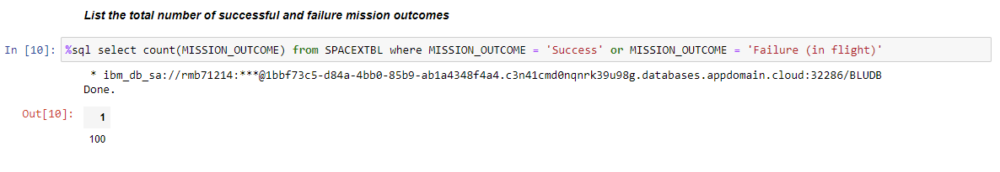 List the total number of successful and failure mission outcomes
In [10]: %sql select count(MISSION_OUTCOME) from SPACEXTBL where MISSION_OUTCOME = 'Success' or MISSION_OUTCOME = 'Failure (in flight)'
* ibm_db_sa://rmb71214:***@1bbf73c5-d84a-4bb0-85b9-ab1a4348f4a4.c3n41cmd0nqnrk39u98g.databases.appdomain.cloud:32286/BLUDB
Done.
Out[10]: 1
100